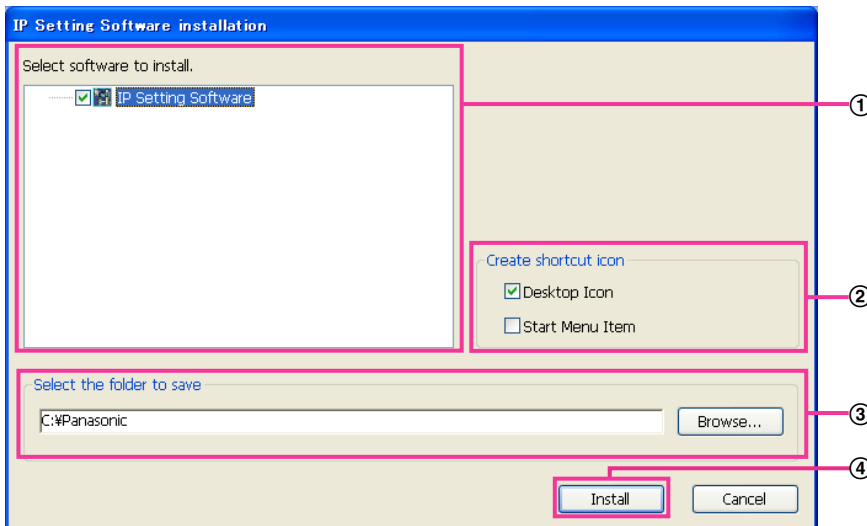 IP Setting Software installation
Select software to install.
IP Setting Software
①
Create shortcut icon
Desktop Icon
②
Start Menu Item
Select the folder to save
C:¥Panasonic
Browse...
③
④
Install
Cancel